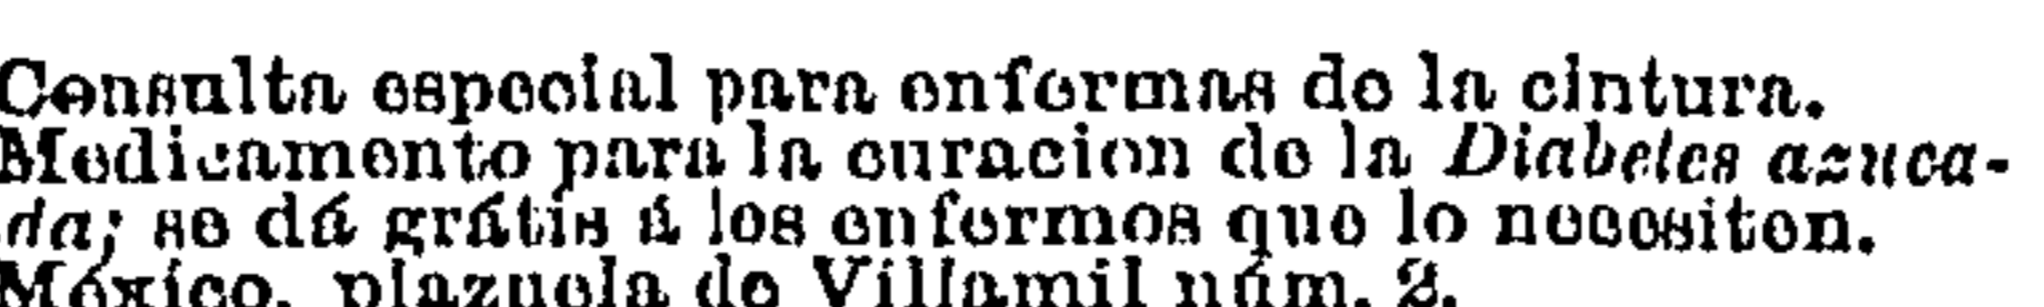 Consulta especial para enfermas de la cintura.
Medicamento para la curacion de la Diabetes azuca-
da; se dá grátis á los enfermos que lo necesiten.
México, plazuela de Villamil núm. 2.